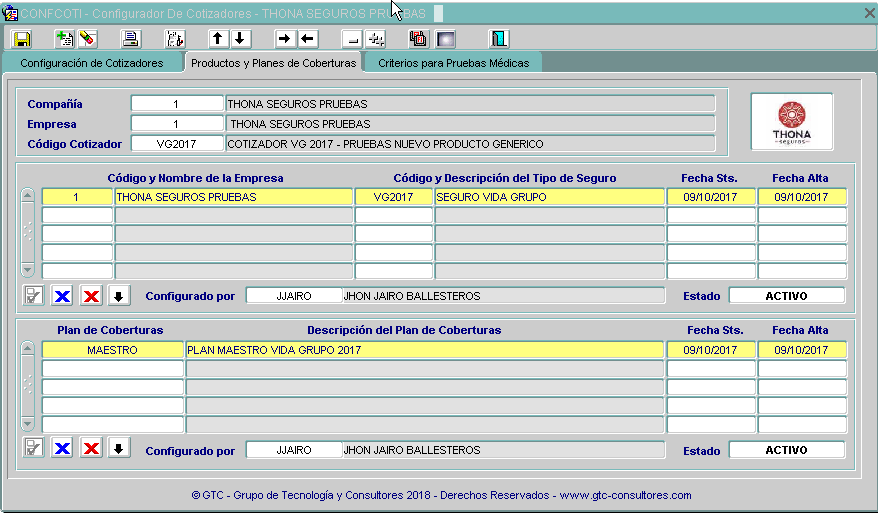 CONFCOTI - Configurador De Cotizadores - THONA SEGUROS PRUEBAS
Configuración de Cotizadores Productos y Planes de Coberturas Criterios para Pruebas Médicas
Compañía 1 THONA SEGUROS PRUEBAS
Empresa 1 THONA SEGUROS PRUEBAS
Código Cotizador VG2017 COTIZADOR VG 2017 - PRUEBAS NUEVO PRODUCTO GENERICO
THONA
seguros
Código y Nombre de la Empresa Código y Descripción del Tipo de Seguro Fecha Sts. Fecha Alta
1 THONA SEGUROS PRUEBAS VG2017 SEGURO VIDA GRUPO 09/10/2017 09/10/2017
Configurado por JJAIRO JHON JAIRO BALLESTEROS Estado ACTIVO
Plan de Coberturas Descripción del Plan de Coberturas Fecha Sts. Fecha Alta
MAESTRO PLAN MAESTRO VIDA GRUPO 2017 09/10/2017 09/10/2017
Configurado por JJAIRO JHON JAIRO BALLESTEROS Estado ACTIVO
© GTC - Grupo de Tecnología y Consultores 2018 - Derechos Reservados - www.gtc-consultores.com